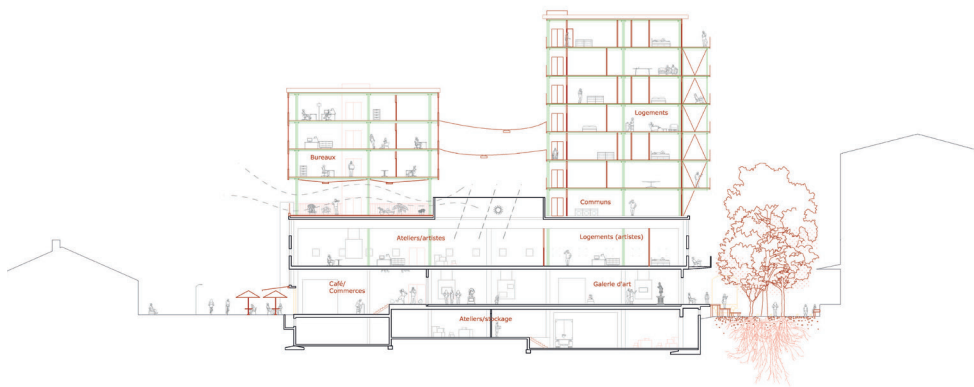 Logements
Bureaux
Communs
Ateliers/artistes
Logements (artistes)
Café/
Commerces
Galerie d'art
Ateliers/stockage